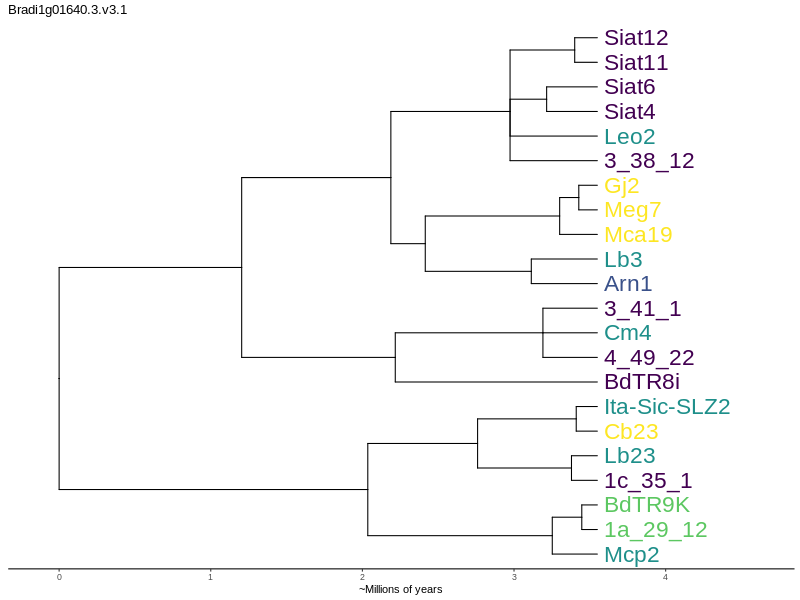 Bradi1g01640.3.v3.1
Siat12
Siat11
Siat6
Siat4
Leo2
3_38_12
Gj2
Meg7
Mca19
Lb3
Arn1
3_41_1
Cm4
4_49_22
BdTR8i
Ita-Sic-SLZ2
Cb23
Lb23
1c_35_1
BdTR9K
1a_29_12
Mcp2
0 1 2 3 4
~Millions of years